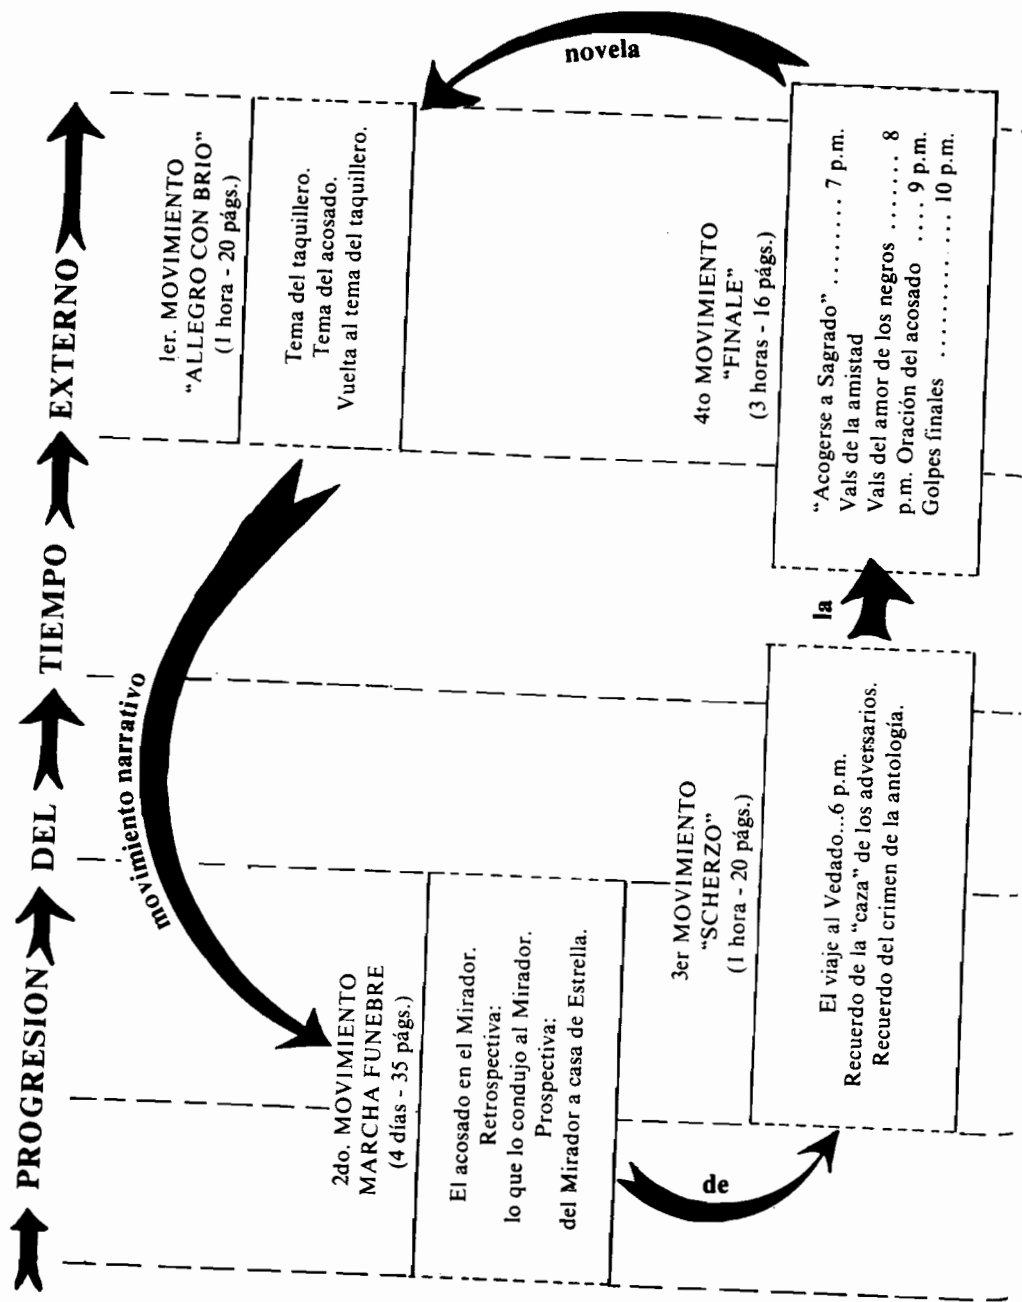 PROGRESION DEL TIEMPO EXTERNO
movimiento narrativo
1er. MOVIMIENTO
“ALLEGRO CON BRIO”
(1 hora - 20 págs.)
Tema del taquillero.
Tema del acosado.
Vuelta al tema del taquillero.
2do. MOVIMIENTO
MARCHA FUNEBRE
(4 días - 35 págs.)
El acosado en el Mirador.
Retrospectiva:
lo que lo condujo al Mirador.
Prospectiva:
del Mirador a casa de Estrella.
de
3er MOVIMIENTO
“SCHERZO”
(1 hora - 20 págs.)
El viaje al Vedado...6 p.m.
Recuerdo de la “caza” de los adversarios.
Recuerdo del crimen de la antología.
la
4to MOVIMIENTO
“FINALE”
(3 horas - 16 págs.)
“Acogerse a Sagrado” ........ 7 p.m.
Vals de la amistad
Vals del amor de los negros ....... 8
p.m. Oración del acosado .... 9 p.m.
Golpes finales ........... 10 p.m.
novela